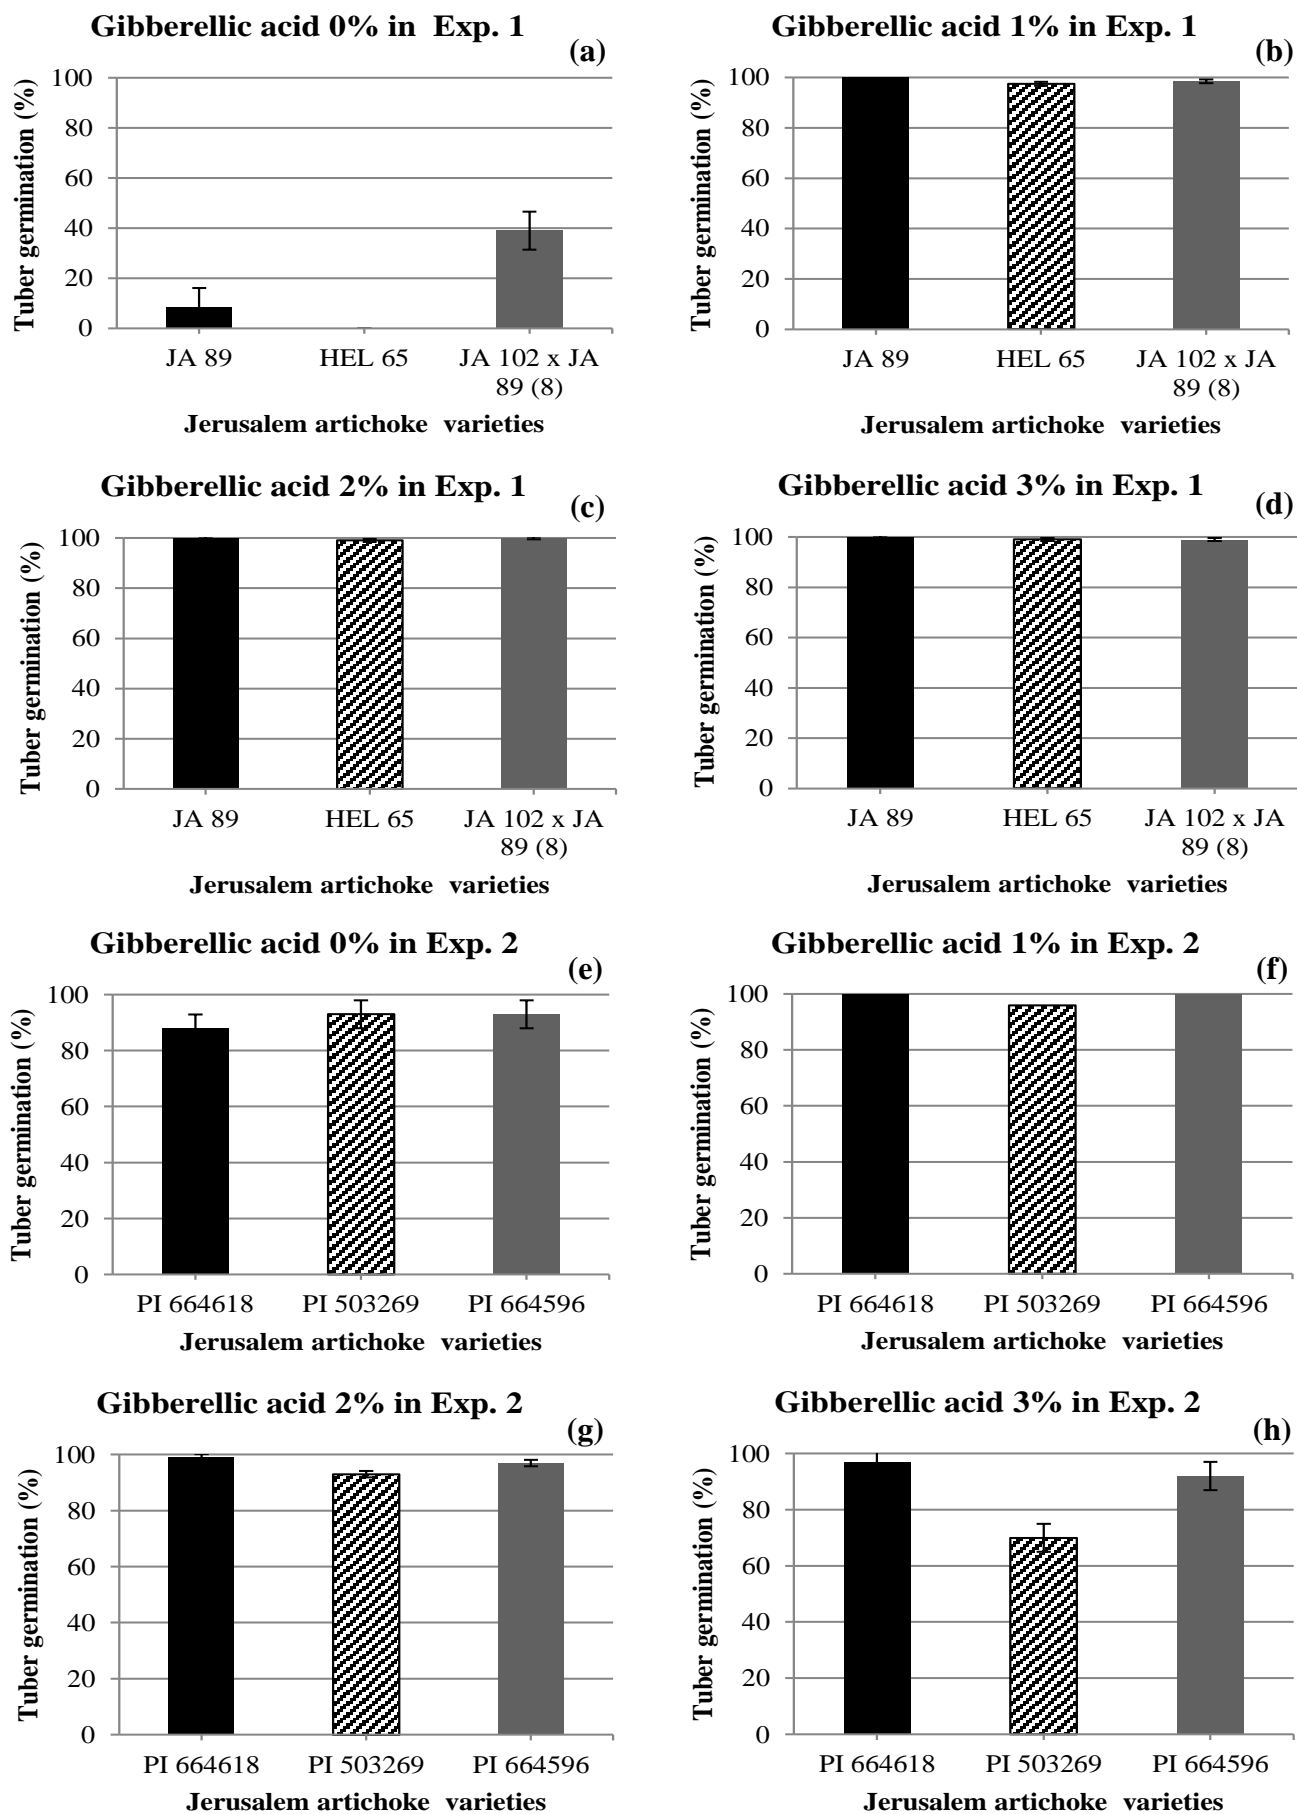 Gibberellic acid 0% in Exp. 1
(a)
100
80
60
40
20
0
Tuber germination (%)
JA 89
HEL 65
JA 102 x JA
89 (8)
Jerusalem artichoke varieties
Gibberellic acid 1% in Exp. 1
(b)
100
80
60
40
20
0
Tuber germination (%)
JA 89
HEL 65
JA 102 x JA
89 (8)
Jerusalem artichoke varieties
Gibberellic acid 2% in Exp. 1
(c)
100
80
60
40
20
0
Tuber germination (%)
JA 89
HEL 65
JA 102 x JA
89 (8)
Jerusalem artichoke varieties
Gibberellic acid 3% in Exp. 1
(d)
100
80
60
40
20
0
Tuber germination (%)
JA 89
HEL 65
JA 102 x JA
89 (8)
Jerusalem artichoke varieties
Gibberellic acid 0% in Exp. 2
(e)
100
80
60
40
20
0
Tuber germination (%)
PI 664618
PI 503269
PI 664596
Jerusalem artichoke varieties
Gibberellic acid 1% in Exp. 2
(f)
100
80
60
40
20
0
Tuber germination (%)
PI 664618
PI 503269
PI 664596
Jerusalem artichoke varieties
Gibberellic acid 2% in Exp. 2
(g)
100
80
60
40
20
0
Tuber germination (%)
PI 664618
PI 503269
PI 664596
Jerusalem artichoke varieties
Gibberellic acid 3% in Exp. 2
(h)
100
80
60
40
20
0
Tuber germination (%)
PI 664618
PI 503269
PI 664596
Jerusalem artichoke varieties